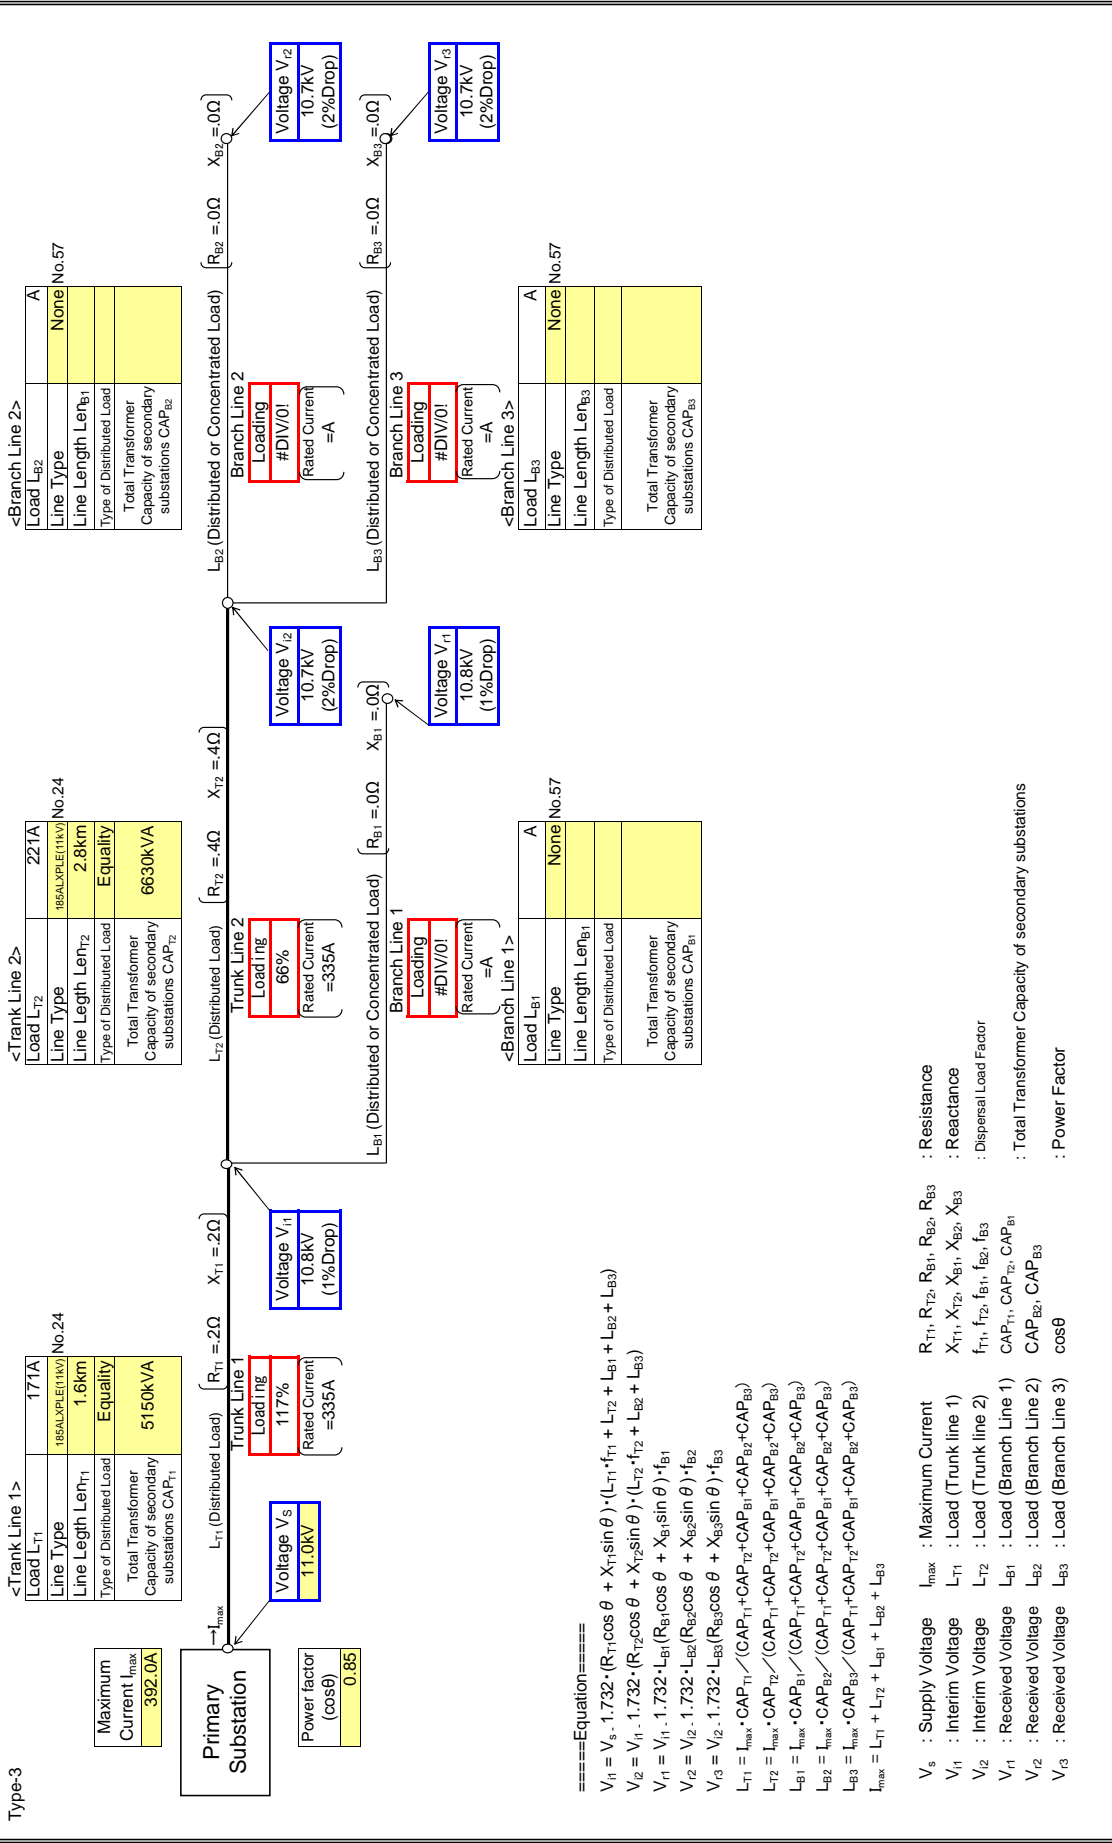 Type-3
Maximum
Current Imax
392.0A
Primary
Substation
Power factor
(cosθ)
0.85
→Imax
<Trank Line 1>
Load LT1 171A
Line Type 185ALXPLE(11kV) No.24
Line Legth LenT1 1.6km
Type of Distributed Load Equality
Total Transformer
Capacity of secondary
substations CAPT1
5150kVA
LT1 (Distributed Load)
RT1 =.2Ω XT1 =.2Ω
Voltage VS
11.0kV
Trunk Line 1
Loading
117%
Rated Current
=335A
Voltage Vi1
10.8kV
(1%Drop)
<Trank Line 2>
Load LT2 221A
Line Type 185ALXPLE(11kV) No.24
Line Length LenT2 2.8km
Type of Distributed Load Equality
Total Transformer
Capacity of secondary
substations CAPT2
6630kVA
LT2 (Distributed Load)
RT2 =.4Ω XT2 =.4Ω
Trunk Line 2
Loading
66%
Rated Current
=335A
Voltage Vi2
10.7kV
(2%Drop)
LB1 (Distributed or Concentrated Load)
RB1 =.0Ω XB1 =.0Ω
Branch Line 1
Loading
#DIV/0!
Rated Current
=A
Voltage Vr1
10.8kV
(1%Drop)
<Branch Line 1>
Load LB1 A
Line Type None No.57
Line Length LenB1
Type of Distributed Load
Total Transformer
Capacity of secondary
substations CAPB1
<Branch Line 2>
Load LB2 A
Line Type None No.57
Line Length LenB1
Type of Distributed Load
Total Transformer
Capacity of secondary
substations CAPB2
LB2 (Distributed or Concentrated Load)
RB2 =.0Ω XB2 =.0Ω
Branch Line 2
Loading
#DIV/0!
Rated Current
=A
Voltage Vr2
10.7kV
(2%Drop)
LB3 (Distributed or Concentrated Load)
RB3 =.0Ω XB3 =.0Ω
Branch Line 3
Loading
#DIV/0!
Rated Current
=A
Voltage Vr3
10.7kV
(2%Drop)
<Branch Line 3>
Load LB3 A
Line Type None No.57
Line Length LenB3
Type of Distributed Load
Total Transformer
Capacity of secondary
substations CAPB3
=====Equation=====
Vi1 = Vs - 1.732・(RT1cos θ + XT1sin θ)・(LT1・fT1 + LT2 + LB1 + LB2 + LB3)
Vi2 = Vi1 - 1.732・(RT2cos θ + XT2sin θ)・(LT2・fT2 + LB2 + LB3)
Vr1 = Vi1 - 1.732・LB1(RB1cos θ + XB1sin θ)・fB1
Vr2 = Vi2 - 1.732・LB2(RB2cos θ + XB2sin θ)・fB2
Vr3 = Vi2 - 1.732・LB3(RB3cos θ + XB3sin θ)・fB3
LT1 = Imax・CAPT1／(CAPT1+CAPT2+CAPB1+CAPB2+CAPB3)
LT2 = Imax・CAPT2／(CAPT1+CAPT2+CAPB1+CAPB2+CAPB3)
LB1 = Imax・CAPB1／(CAPT1+CAPT2+CAPB1+CAPB2+CAPB3)
LB2 = Imax・CAPB2／(CAPT1+CAPT2+CAPB1+CAPB2+CAPB3)
LB3 = Imax・CAPB3／(CAPT1+CAPT2+CAPB1+CAPB2+CAPB3)
Imax = LT1 + LT2 + LB1 + LB2 + LB3
Vs : Supply Voltage Imax : Maximum Current RT1, RT2, RB1, RB2, RB3 : Resistance
Vi1 : Interim Voltage LT1 : Load (Trunk line 1) XT1, XT2, XB1, XB2, XB3 : Reactance
Vi2 : Interim Voltage LT2 : Load (Trunk line 2) fT1, fT2, fB1, fB2, fB3 : Dispersal Load Factor
Vr1 : Received Voltage LB1 : Load (Branch Line 1) CAPT1, CAPT2, CAPB1 : Total Transformer Capacity of secondary substations
Vr2 : Received Voltage LB2 : Load (Branch Line 2) CAPB2, CAPB3
Vr3 : Received Voltage LB3 : Load (Branch Line 3) cosθ : Power Factor